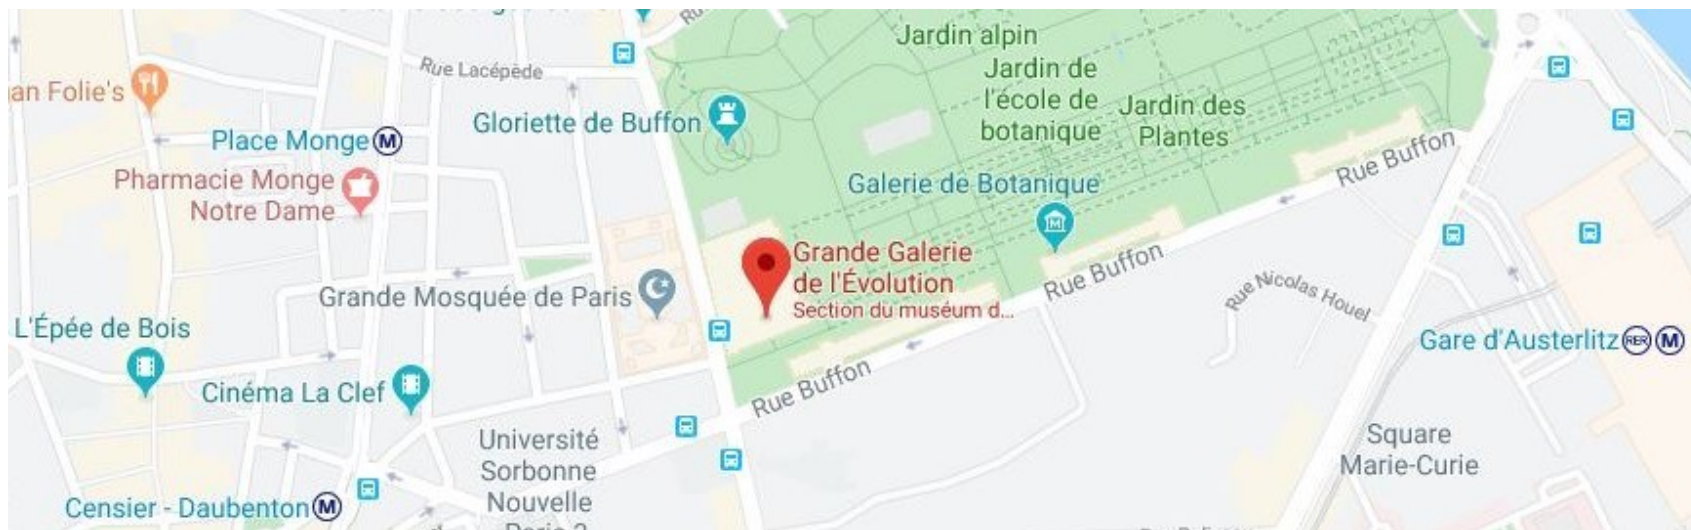 Jardin alpin
Rue Lacépède
Jardin de
l'école de
botanique
Jardin des
Plantes
an Folie's
Gloriette de Buffon
Place Monge
M
Pharmacie Monge
Notre Dame
Galerie de Botanique
M
Rue Buffon
Grande Galerie
de l'Évolution
Section du muséum d...
Rue Buffon
Grande Mosquée de Paris
Rue Nicolas Houel
L'Épée de Bois
Gare d'Austerlitz
RER
M
Cinéma La Clef
Rue Buffon
Université
Sorbonne
Nouvelle
Square
Marie-Curie
Censier - Daubenton
M